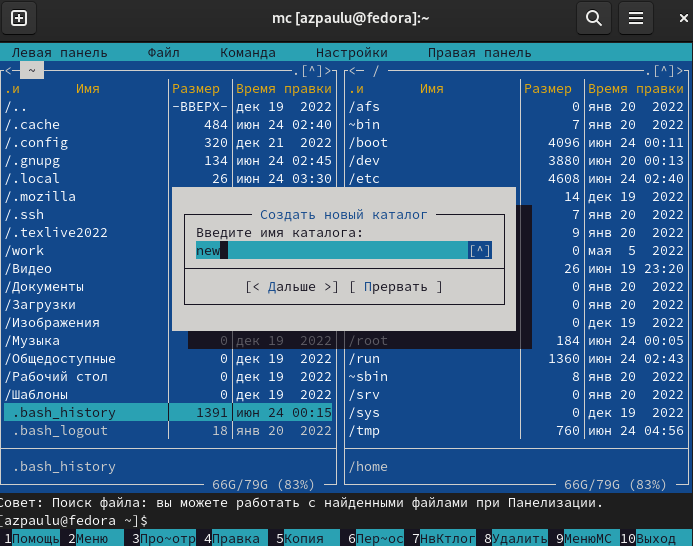 mc [azpaulu@fedora]:~
Левая панель Файл Команда Настройки Правая панель
<─ ~ .[^]> <─ / .[^]>
.и Имя Размер Время правки .и Имя Размер Время правки
/.. -ВВЕРХ- дек 19 2022 /afs 0 янв 20 2022
/.cache 484 июн 24 02:40 ~bin 7 янв 20 2022
/.config 320 дек 21 2022 /boot 4096 июн 24 00:11
/.gnupg 134 июн 24 02:45 /dev 3880 июн 20 00:13
/.local 26 июн 24 03:30 /etc 4608 июн 24 02:40
/.mozilla 14 дек 19 2022
/.ssh Создать новый каталог 7 янв 20 2022
/.texlive2022 Введите имя каталога: 9 янв 20 2022
/work new [^] 0 мая 5 2022
/Видео 26 июн 19 23:20
/Документы [< Дальше >] [ Прервать ] 0 янв 20 2022
/Загрузки 0 янв 20 2022
/Изображения 0 дек 19 2022
/Музыка 0 дек 19 2022 /root 184 июн 24 00:05
/Общедоступные 0 дек 19 2022 /run 1360 июн 24 02:43
/Рабочий стол 0 дек 19 2022 ~sbin 8 янв 20 2022
/Шаблоны 0 дек 19 2022 /srv 0 янв 20 2022
.bash_history 1391 июн 24 00:15 /sys 0 дек 19 2022
.bash_logout 18 янв 20 2022 /tmp 760 июн 24 04:56
.bash_history /home
66G/79G (83%) 66G/79G (83%)
Совет: Поиск файла: вы можете работать с найденными файлами при Панелизации.
[azpaulu@fedora ~]$
1Помощь 2Меню 3Про~отр 4Правка 5Копия 6Пер~ос 7НвКтлог 8Удалить 9МенюМС 10Выход